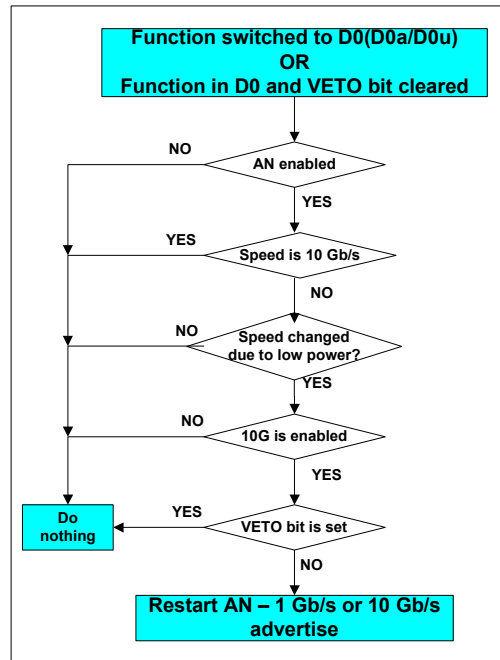 Function switched to D0(D0a/D0u)
OR
Function in D0 and VETO bit cleared
NO
AN enabled
YES
YES
Speed is 10 Gb/s
NO
NO
Speed changed
due to low power?
YES
NO
10G is enabled
YES
Do
nothing
YES
VETO bit is set
NO
Restart AN – 1 Gb/s or 10 Gb/s
advertise